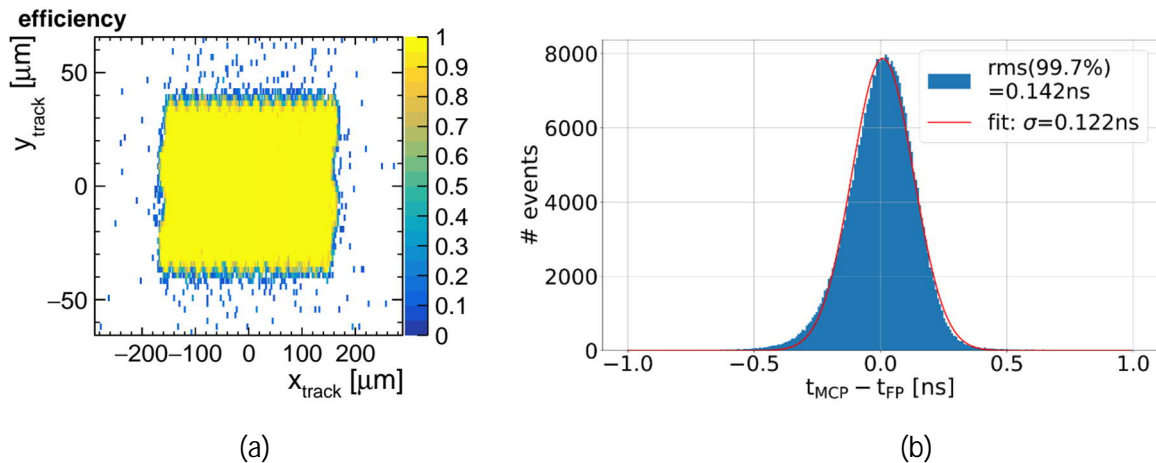 efficiency
y_track [μm]
50
0
−50
−200−100 0 100 200
x_track [μm]
1
0.9
0.8
0.7
0.6
0.5
0.4
0.3
0.2
0.1
0
(a)
# events
8000
6000
4000
2000
0
−1.0 −0.5 0.0 0.5 1.0
t_MCP − t_FP [ns]
rms(99.7%)
=0.142ns
fit: σ=0.122ns
(b)